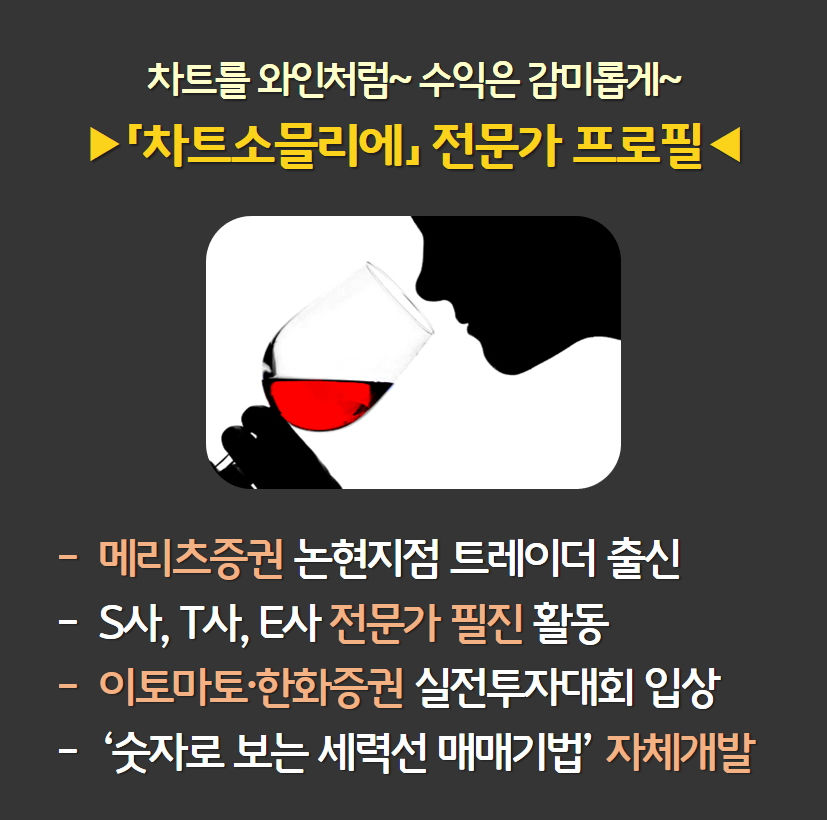 차트를 와인처럼~ 수익은 감미롭게~
▶「차트소믈리에」 전문가 프로필◀
- 메리츠증권 논현지점 트레이더 출신
- S사, T사, E사 전문가 필진 활동
- 이토마토·한화증권 실전투자대회 입상
- ‘숫자로 보는 세력선 매매기법’ 자체개발